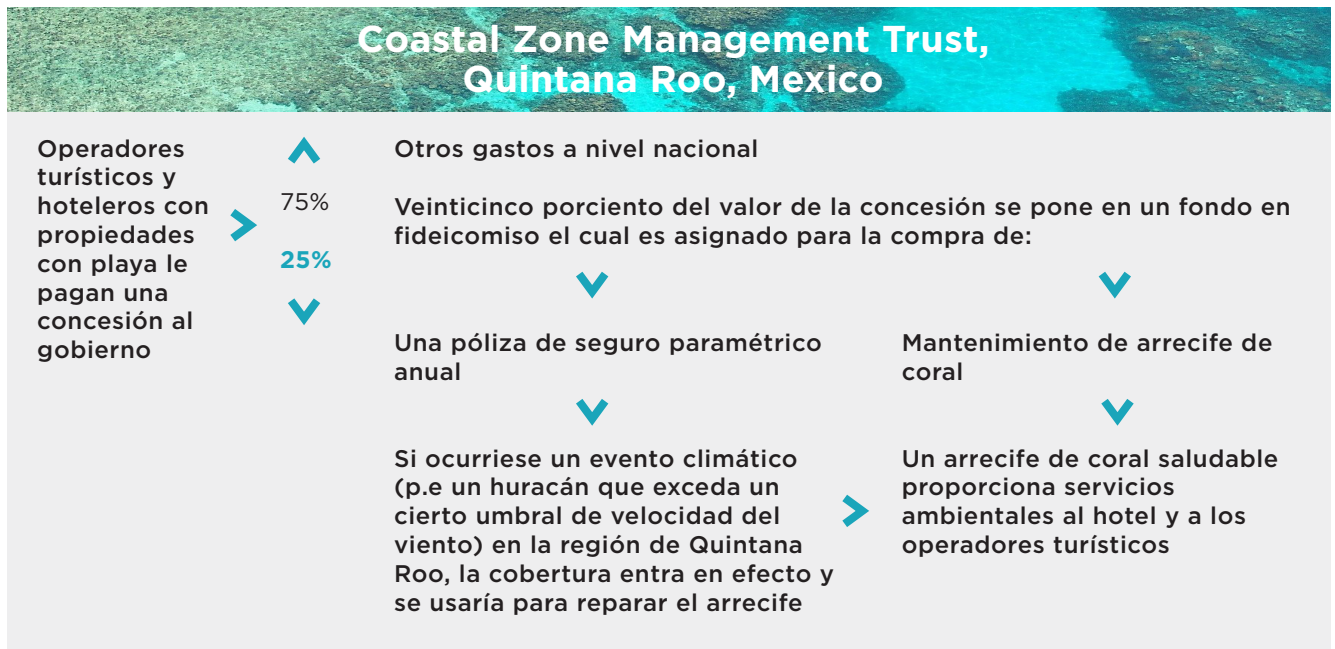 Coastal Zone Management Trust,
Quintana Roo, Mexico
Operadores
turísticos y
hoteleros con
propiedades
con playa le
pagan una
concesión al
gobierno
75%
25%
Otros gastos a nivel nacional
Veinticinco porciento del valor de la concesión se pone en un fondo en
fideicomiso el cual es asignado para la compra de:
Una póliza de seguro paramétrico
anual
Si ocurriese un evento climático
(p.e un huracán que exceda un
cierto umbral de velocidad del
viento) en la región de Quintana
Roo, la cobertura entra en efecto y
se usaría para reparar el arrecife
Mantenimiento de arrecife de
coral
Un arrecife de coral saludable
proporciona servicios
ambientales al hotel y a los
operadores turísticos